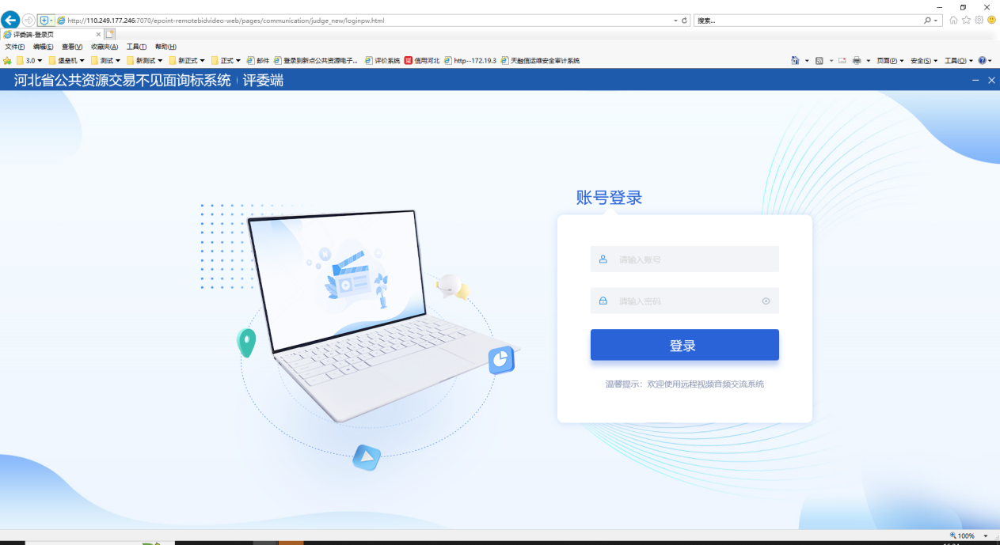 http://110.249.177.246:7070/epoint-remotebidvideo-web/pages/communication/judge_new/loginpw.html
搜索...
评委端-登录页
文件(F) 编辑(E) 查看(V) 收藏夹(A) 工具(T) 帮助(H)
3.0 堡垒机 测试 新测试 新正式 正式 邮件 登录到新点公共资源电子... 评价系统 信用河北 http--172.19.3 天融信运维安全审计系统 页面(P) 安全(S) 工具(O)
河北省公共资源交易不见面询标系统 | 评委端
账号登录
请输入账号
请输入密码
登录
温馨提示：欢迎使用远程视频音频交流系统
100%